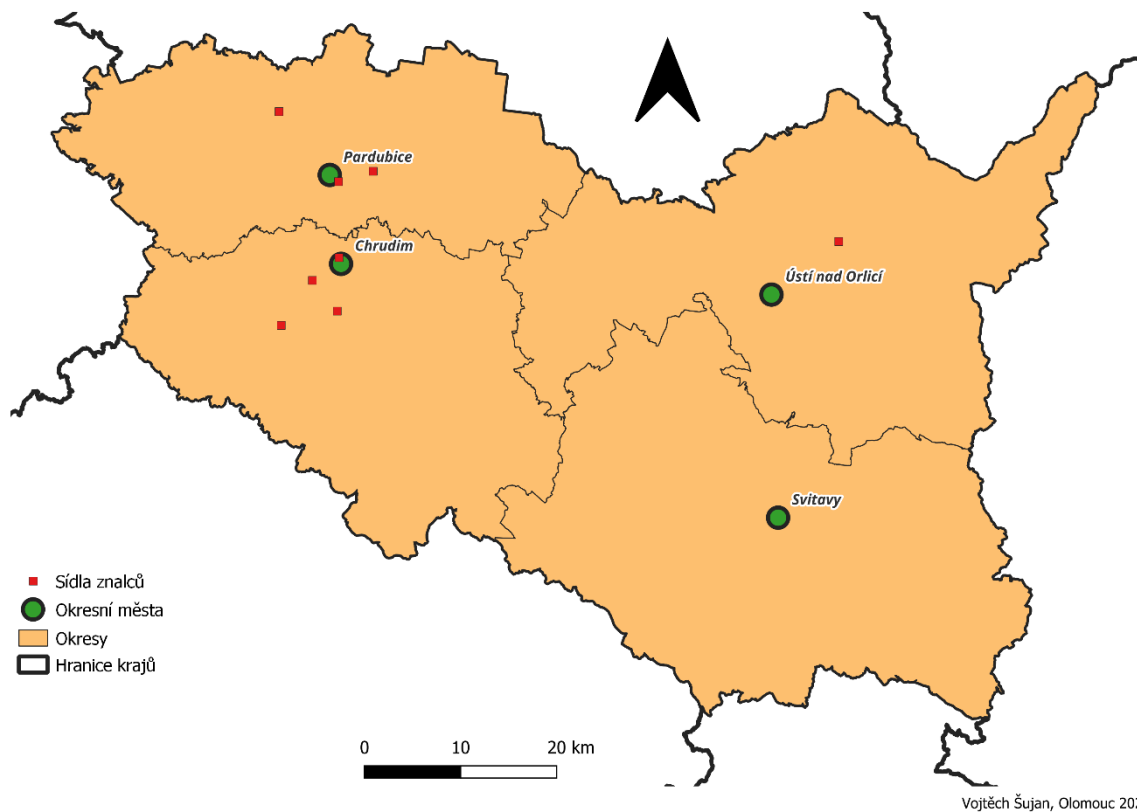 Pardubice
Chrudim
Ústí nad Orlicí
Svitavy
Sídla znalců
Okresní města
Okresy
Hranice krajů
0 10 20 km
Vojtěch Šujan, Olomouc